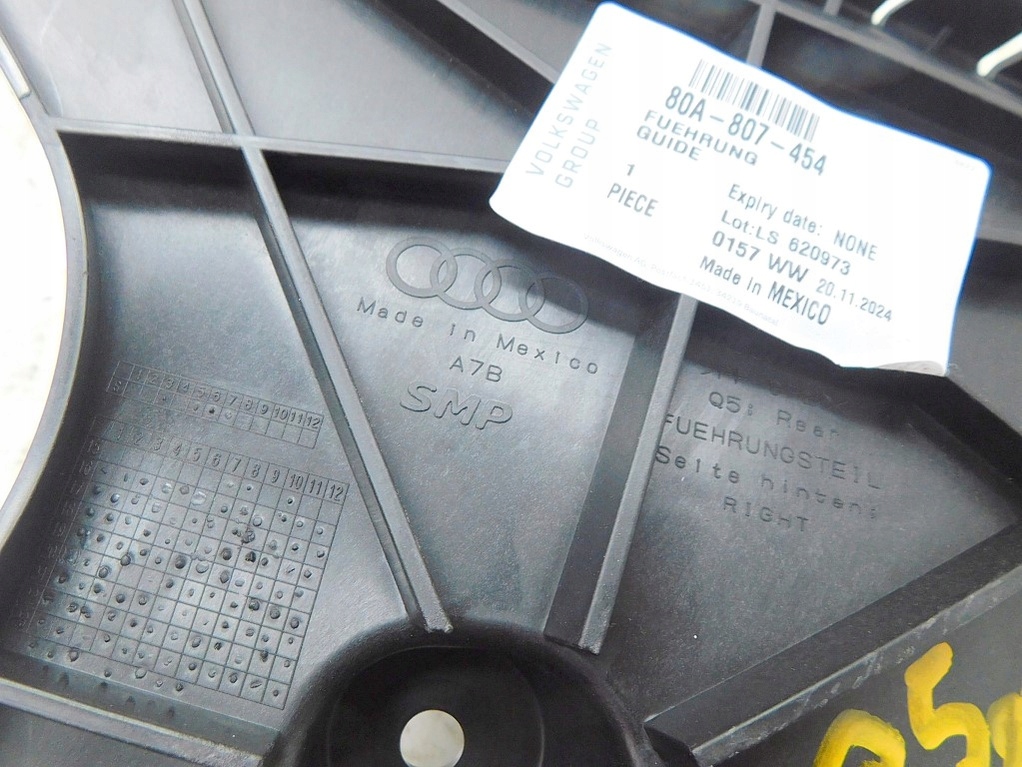 VOLKSWAGEN
GROUP
80A-807-454
FUEHRUNG
GUIDE
1
PIECE
Expiry date: NONE
Lot:LS 620973
0157 WW 20.11.2024
Made in MEXICO
Made in Mexico
A7B
SMP
Q5; Rear
FUEHRUNGSTEIL
Seite hinten;
RIGHT
S 1 2 3 4 5 6 7 8 9 10 11 12
1 2 3 4 5 6 7 8 9 10 11 12